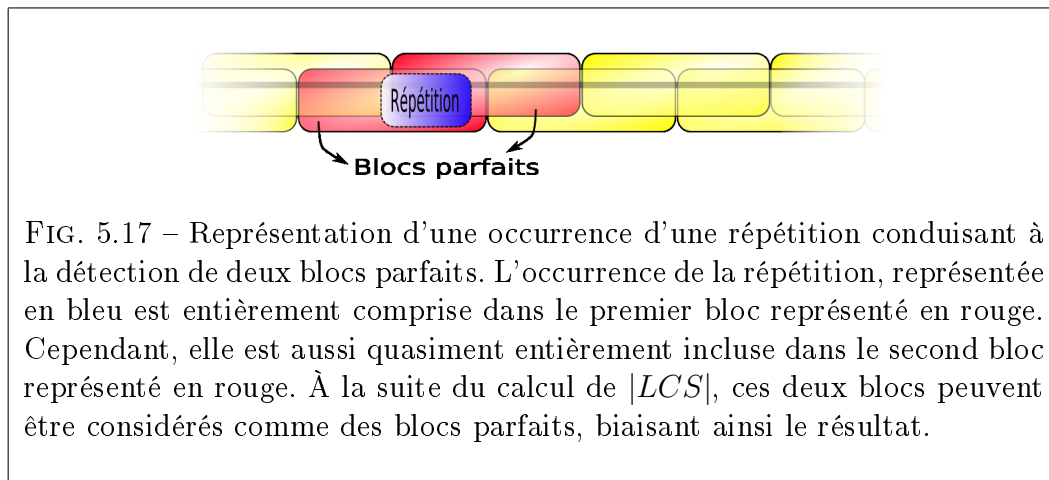 Répétition
Blocs parfaits
FIG. 5.17 – Représentation d'une occurrence d'une répétition conduisant à
la détection de deux blocs parfaits. L'occurrence de la répétition, représentée
en bleu est entièrement comprise dans le premier bloc représenté en rouge.
Cependant, elle est aussi quasiment entièrement incluse dans le second bloc
représenté en rouge. À la suite du calcul de |LCS|, ces deux blocs peuvent
être considérés comme des blocs parfaits, biaisant ainsi le résultat.